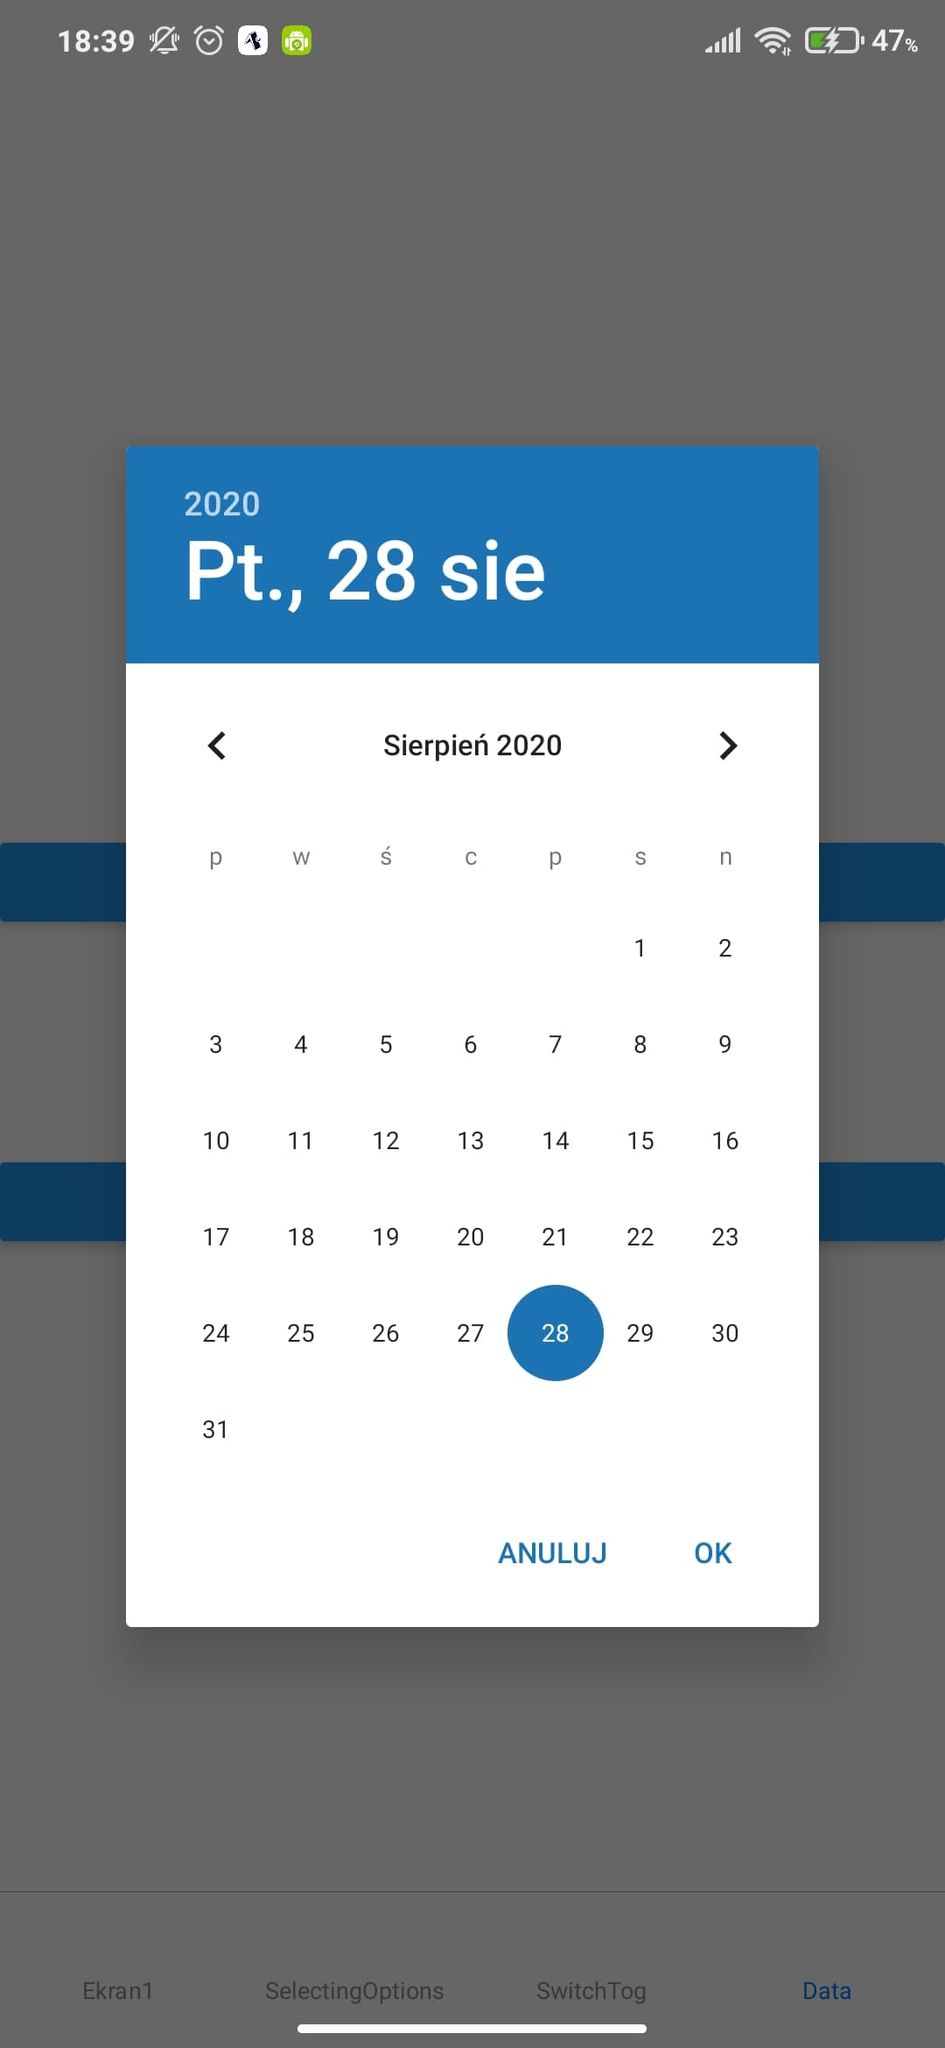 18:39 47%
2020
Pt., 28 sie
Sierpień 2020
p w ś c p s n
1 2
3 4 5 6 7 8 9
10 11 12 13 14 15 16
17 18 19 20 21 22 23
24 25 26 27 28 29 30
31
ANULUJ OK
Ekran1 SelectingOptions SwitchTog Data